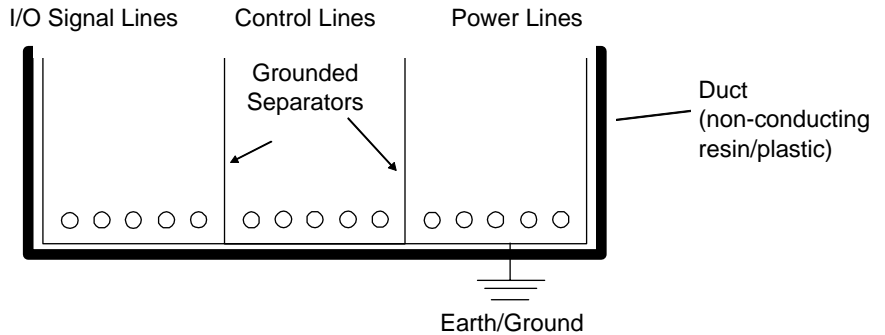 I/O Signal Lines
Control Lines
Power Lines
Grounded
Separators
Duct
(non-conducting
resin/plastic)
Earth/Ground